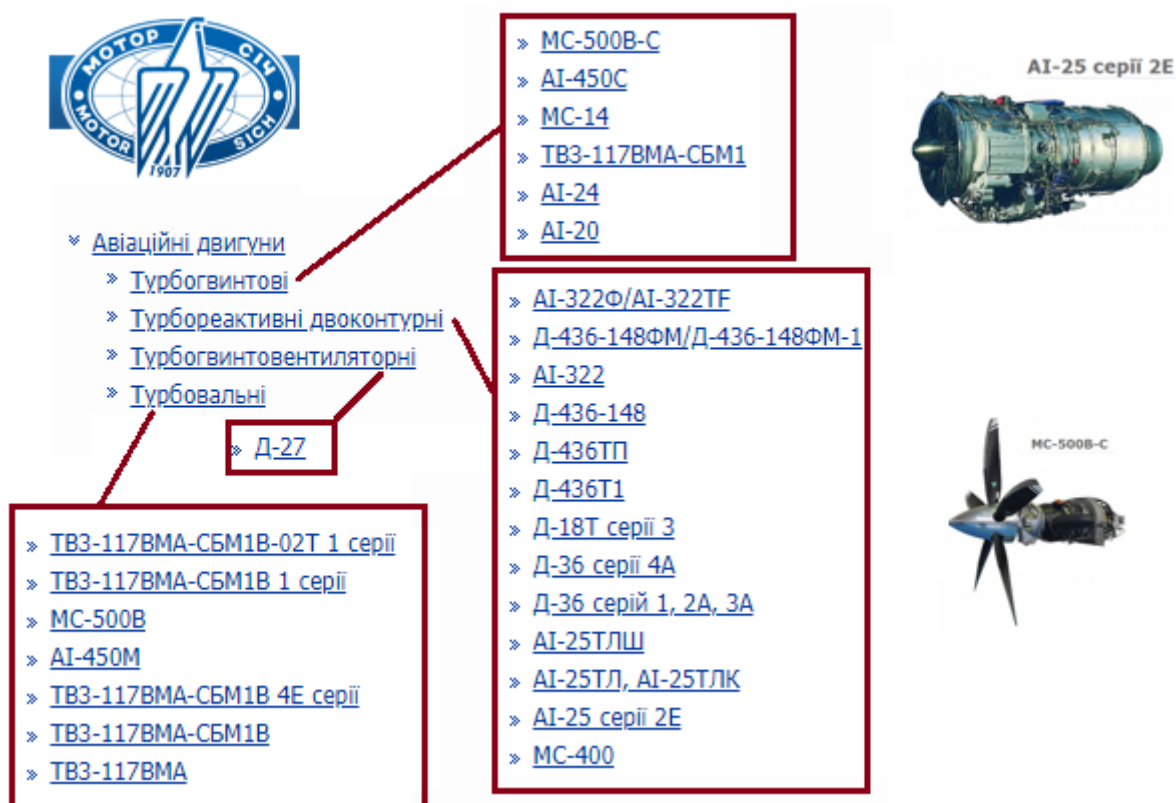 МОТОР СІЧ
MOTOR SICH
1907
Авіаційні двигуни
Турбогвинтові
Турбореактивні двоконтурні
Турбогвинтовентиляторні
Турбовальні
МС-500В-С
АІ-450С
МС-14
ТВ3-117ВМА-СБМ1
АІ-24
АІ-20
АІ-322Ф/АІ-322TF
Д-436-148ФМ/Д-436-148ФМ-1
АІ-322
Д-436-148
Д-436ТП
Д-436Т1
Д-18Т серії 3
Д-36 серії 4А
Д-36 серій 1, 2А, 3А
АІ-25ТЛШ
АІ-25ТЛ, АІ-25ТЛК
АІ-25 серії 2Е
МС-400
Д-27
ТВ3-117ВМА-СБМ1В-02Т 1 серії
ТВ3-117ВМА-СБМ1В 1 серії
МС-500В
АІ-450М
ТВ3-117ВМА-СБМ1В 4Е серії
ТВ3-117ВМА-СБМ1В
ТВ3-117ВМА
АІ-25 серії 2Е
МС-500В-С